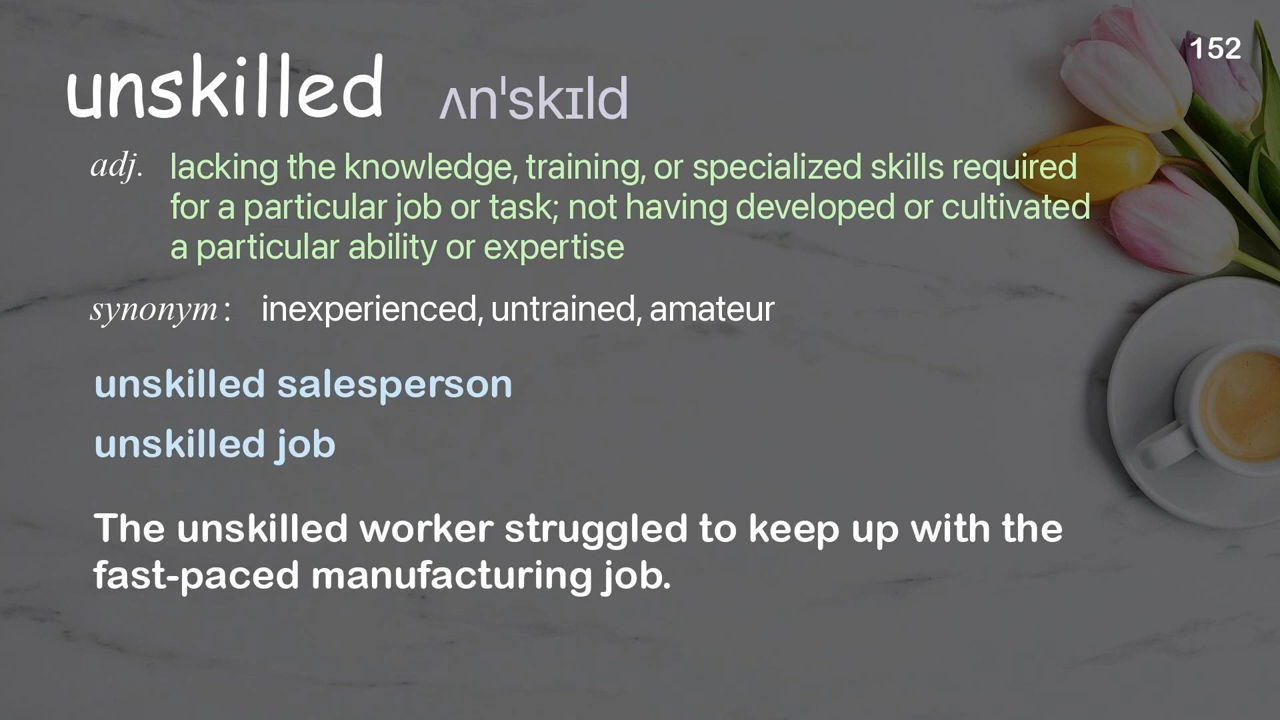 152
unskilled ʌn'skɪld
adj. lacking the knowledge, training, or specialized skills required
for a particular job or task; not having developed or cultivated
a particular ability or expertise
synonym: inexperienced, untrained, amateur
unskilled salesperson
unskilled job
The unskilled worker struggled to keep up with the
fast-paced manufacturing job.